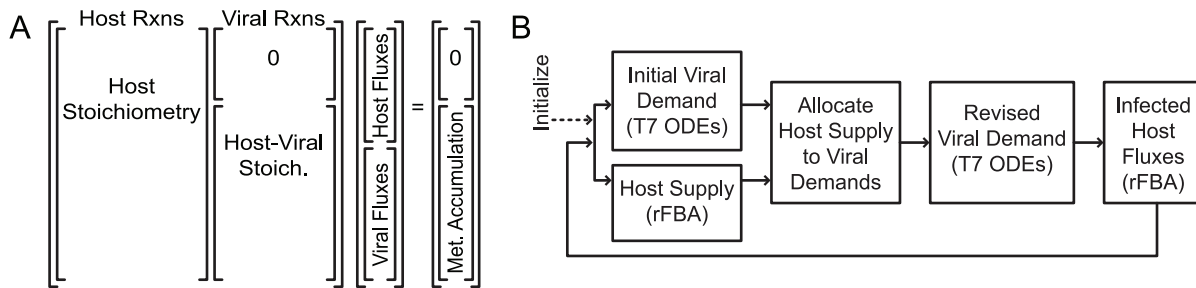 A
Host Rxns
Viral Rxns
Host
Stoichiometry
0
Host-Viral
Stoich.
Host Fluxes
Viral Fluxes
=
0
Met. Accumulation
B
Initialize
Initial Viral
Demand
(T7 ODEs)
Host Supply
(rFBA)
Allocate
Host Supply
to Viral
Demands
Revised
Viral Demand
(T7 ODEs)
Infected
Host
Fluxes
(rFBA)